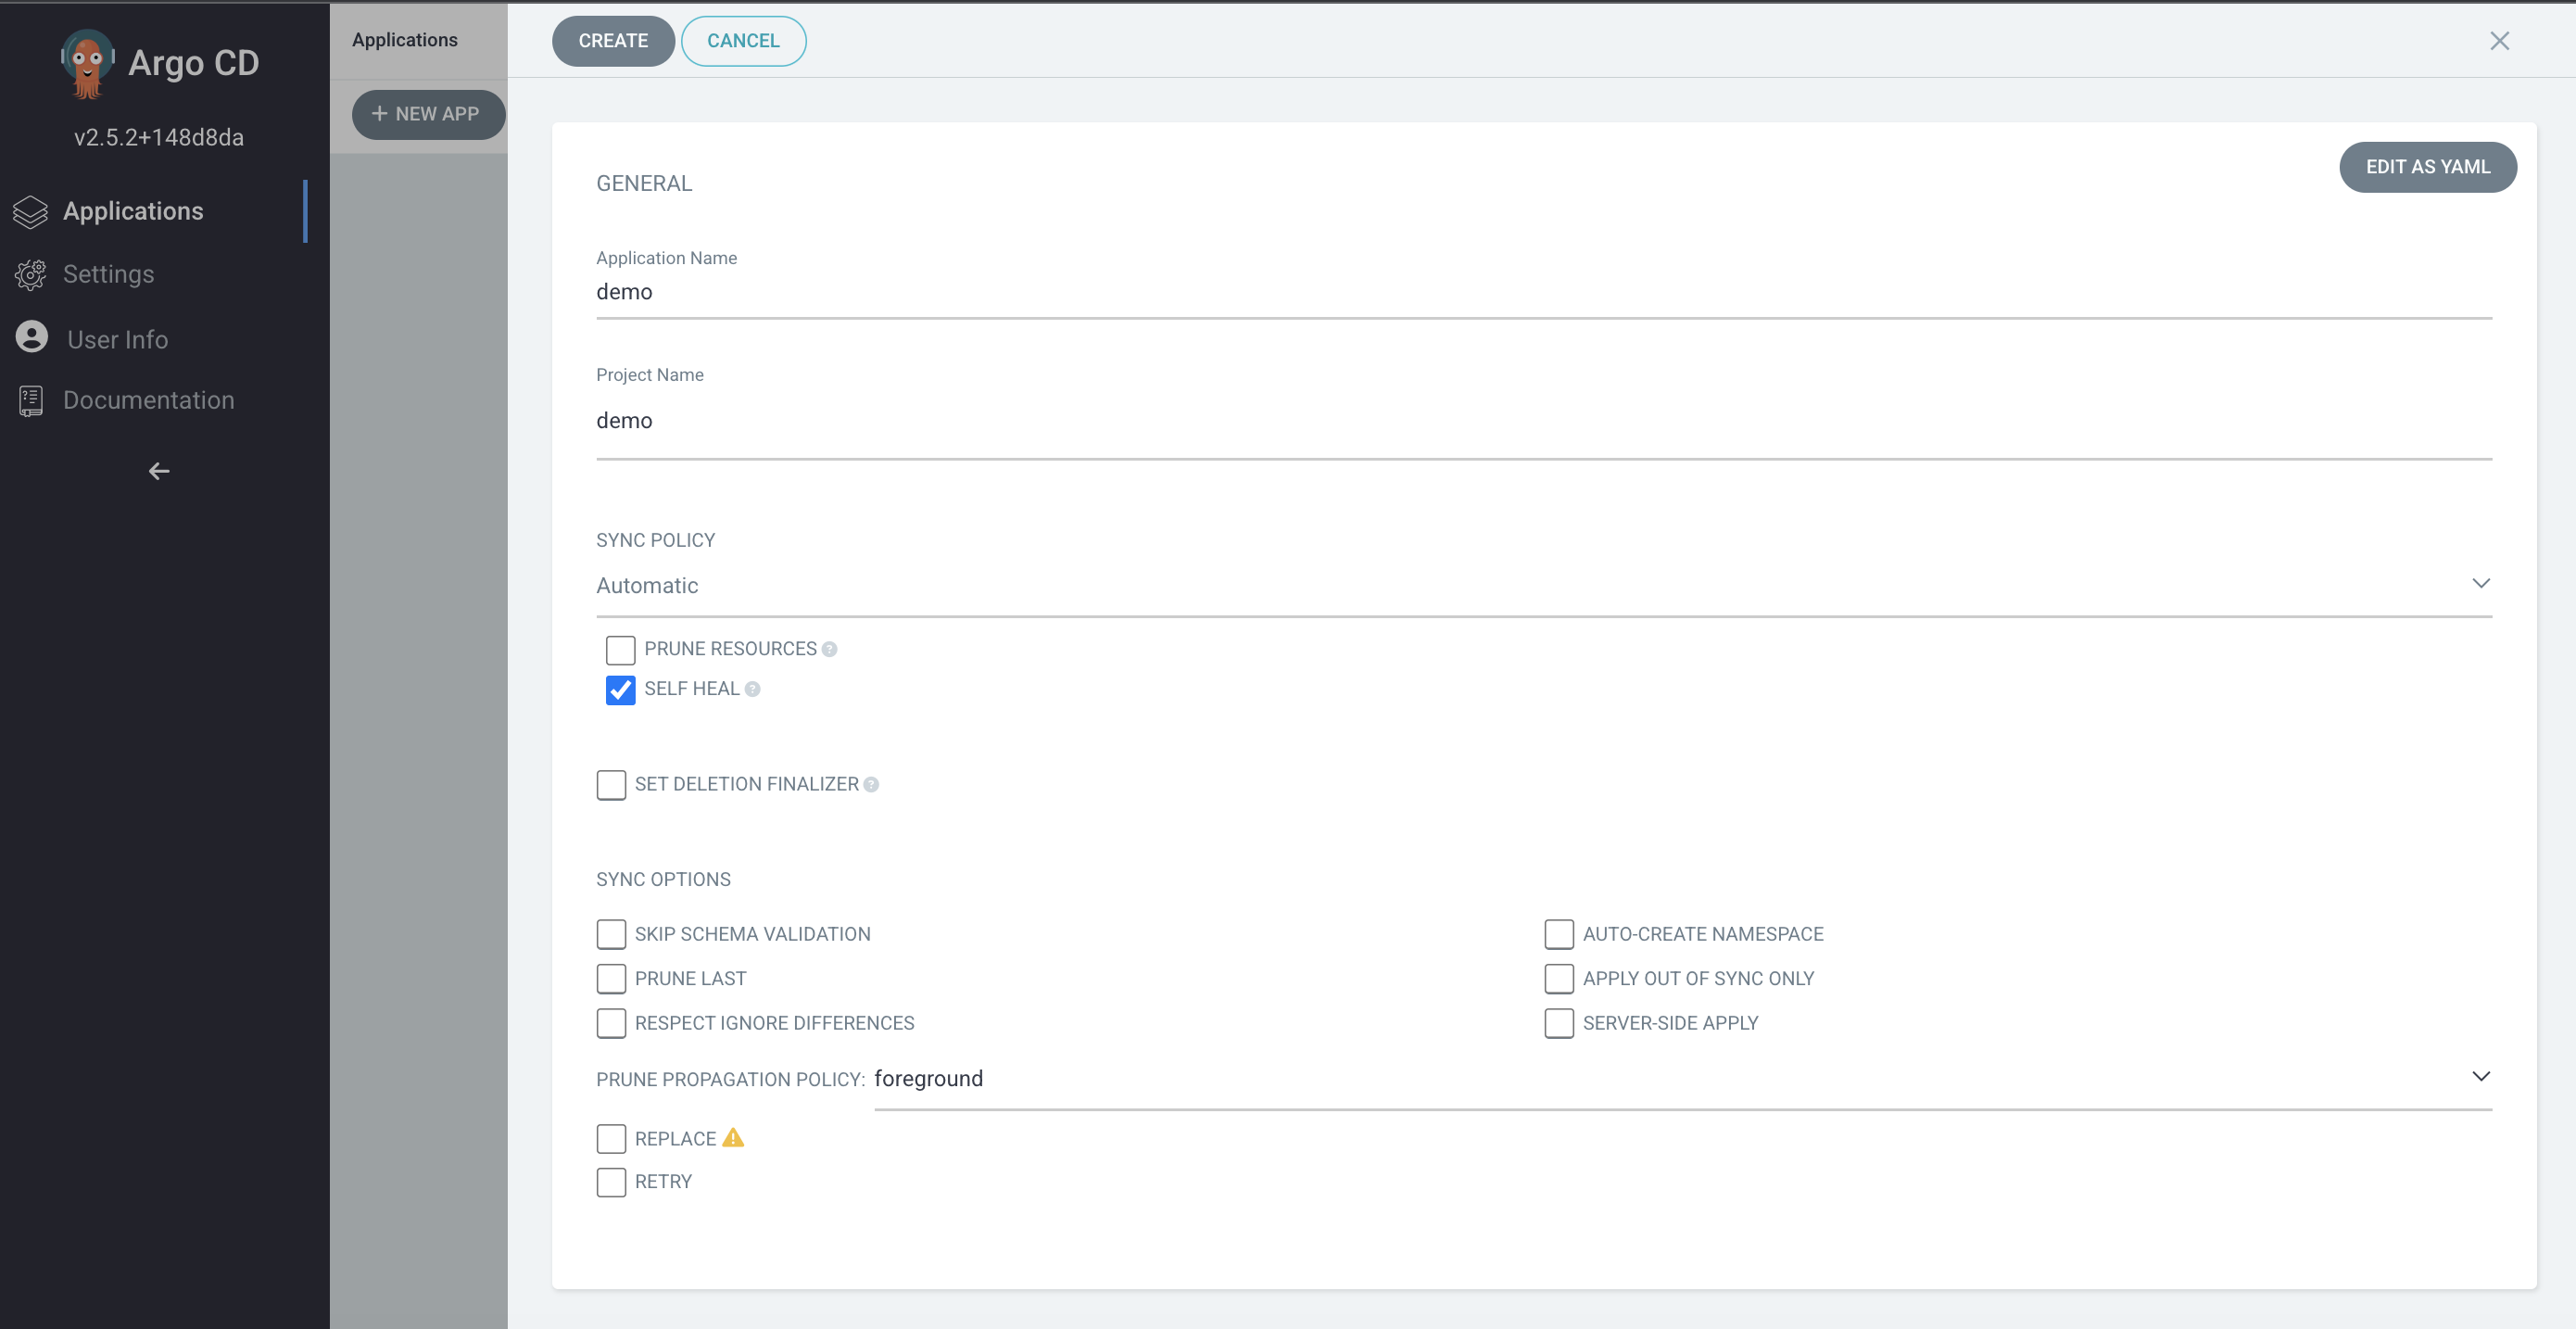 Argo CD
v2.5.2+148d8da
Applications
Settings
User Info
Documentation
Applications
+ NEW APP
CREATE
CANCEL
GENERAL
EDIT AS YAML
Application Name
demo
Project Name
demo
SYNC POLICY
Automatic
PRUNE RESOURCES ?
SELF HEAL ?
SET DELETION FINALIZER ?
SYNC OPTIONS
SKIP SCHEMA VALIDATION
AUTO-CREATE NAMESPACE
PRUNE LAST
APPLY OUT OF SYNC ONLY
RESPECT IGNORE DIFFERENCES
SERVER-SIDE APPLY
PRUNE PROPAGATION POLICY: foreground
REPLACE
RETRY